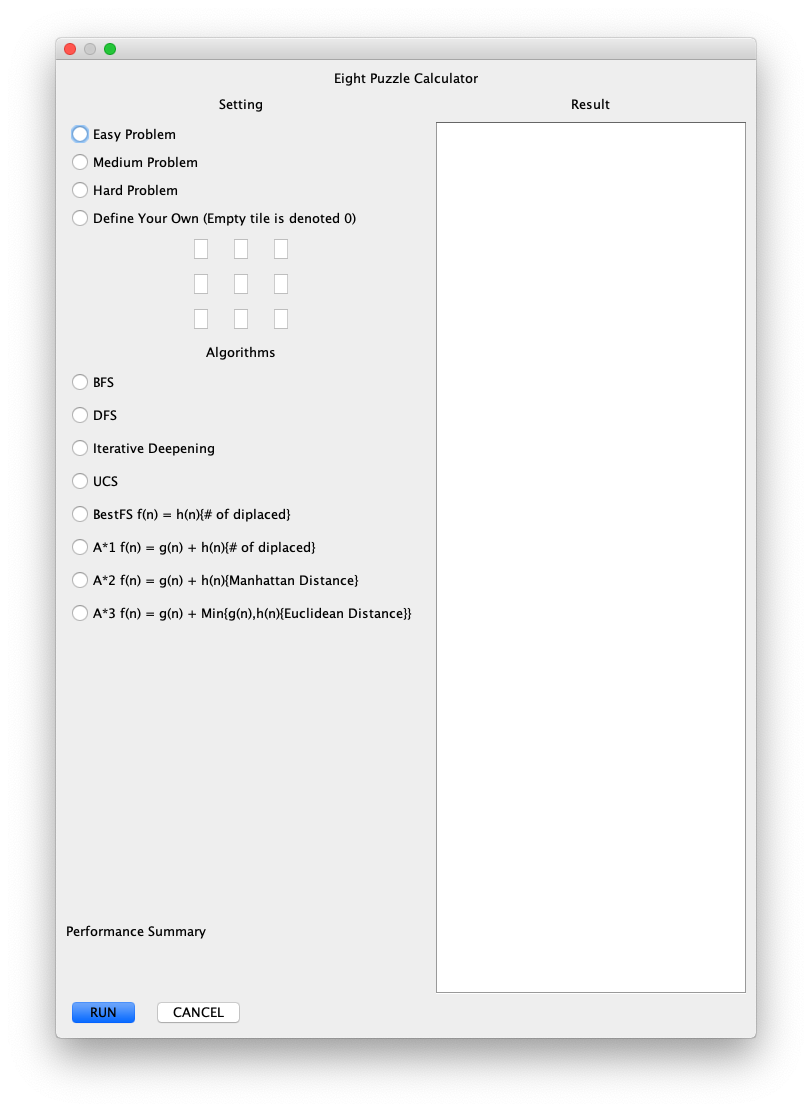 Eight Puzzle Calculator
Setting
Result
Easy Problem
Medium Problem
Hard Problem
Define Your Own (Empty tile is denoted 0)
Algorithms
BFS
DFS
Iterative Deepening
UCS
BestFS f(n) = h(n){# of diplaced}
A*1 f(n) = g(n) + h(n){# of diplaced}
A*2 f(n) = g(n) + h(n){Manhattan Distance}
A*3 f(n) = g(n) + Min{g(n),h(n){Euclidean Distance}}
Performance Summary
RUN
CANCEL